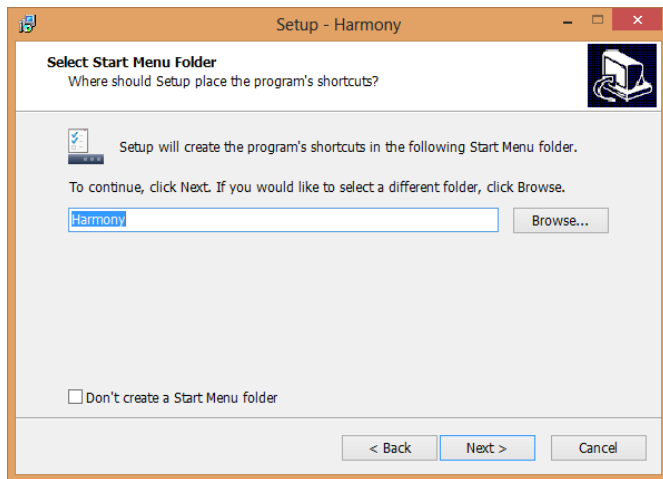 Setup - Harmony
Select Start Menu Folder
Where should Setup place the program's shortcuts?
Setup will create the program's shortcuts in the following Start Menu folder.
To continue, click Next. If you would like to select a different folder, click Browse.
Harmony
Browse...
Don't create a Start Menu folder
< Back
Next >
Cancel